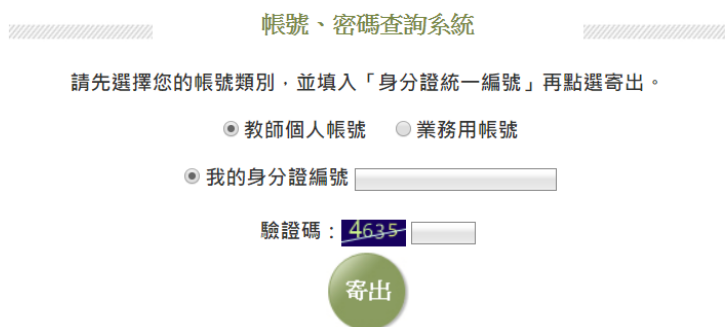 帳號、密碼查詢系統
請先選擇您的帳號類別，並填入「身分證統一編號」再點選寄出。
教師個人帳號 業務用帳號
我的身分證編號
驗證碼：4635
寄出